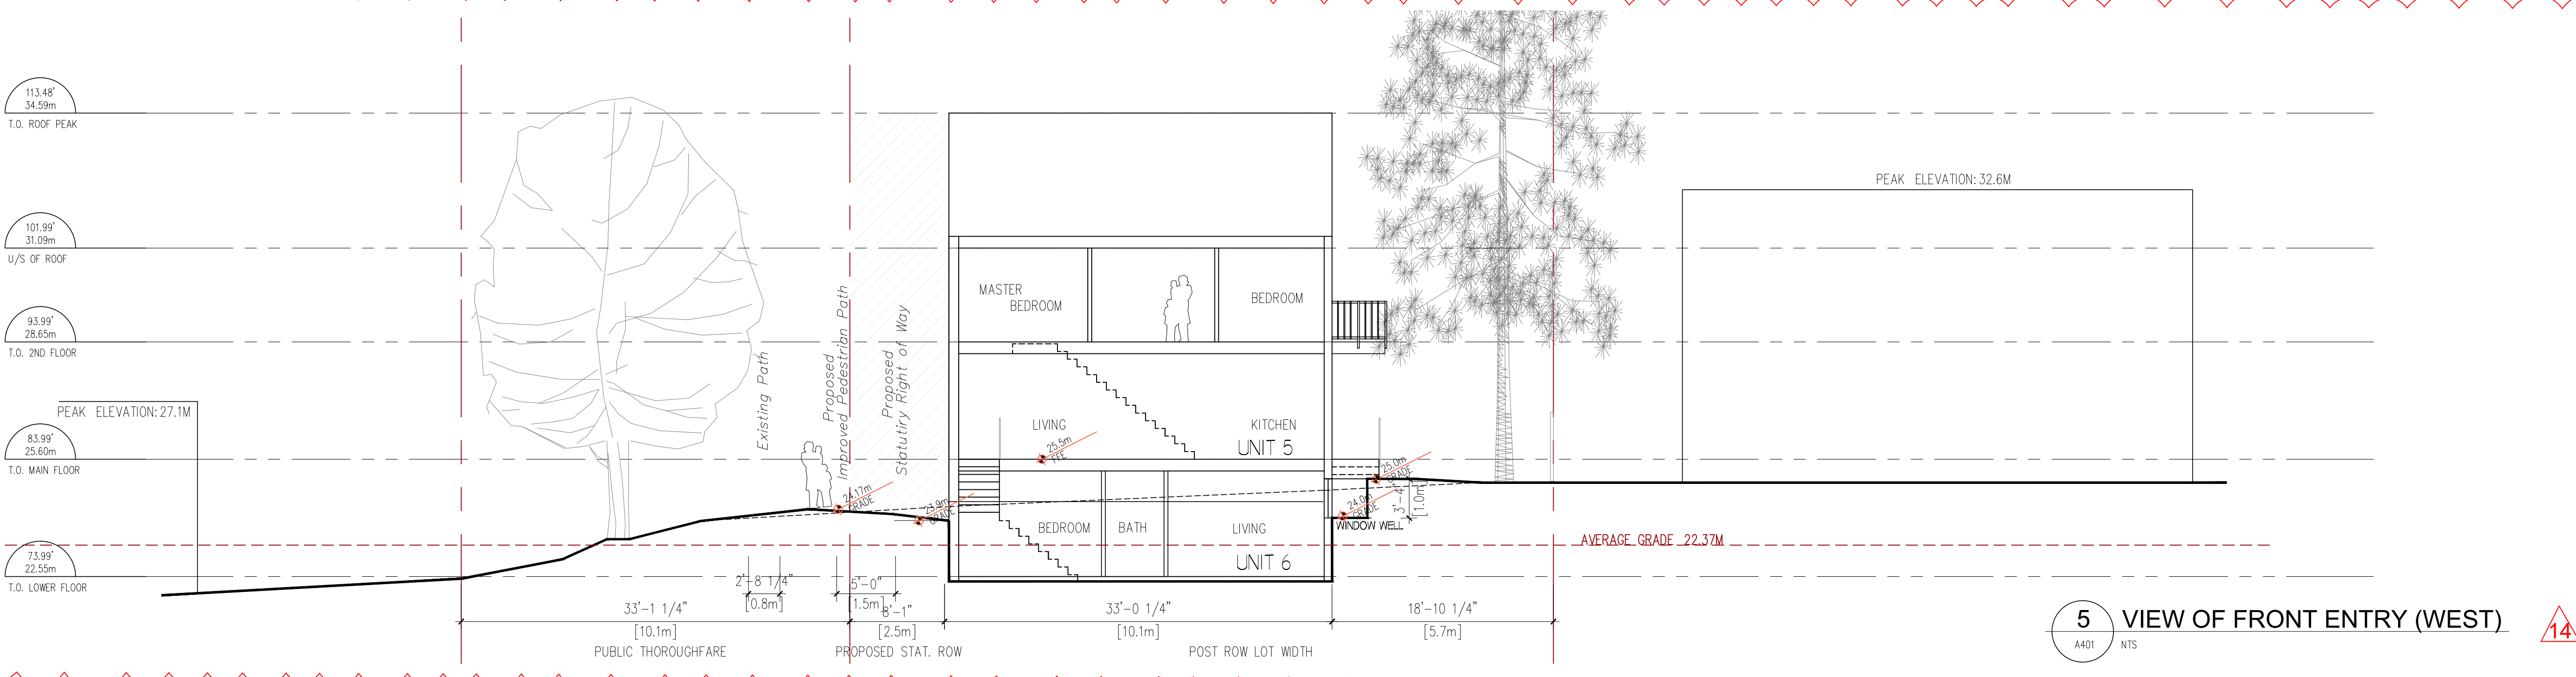 113.48'
34.59m
T.O. ROOF PEAK
101.99'
31.09m
U/S OF ROOF
93.99'
28.65m
T.O. 2ND FLOOR
PEAK ELEVATION: 27.1M
83.99'
25.60m
T.O. MAIN FLOOR
73.99'
22.55m
T.O. LOWER FLOOR
Existing Path
Proposed
Improved Pedestrian Path
Proposed
Statutiry Right of Way
24.17m
GRADE
23.9m
GRADE
MASTER
BEDROOM
BEDROOM
LIVING
KITCHEN
UNIT 5
25.5m
FFE
BEDROOM
BATH
LIVING
UNIT 6
25.0m
GRADE
24.0m
GRADE
3'-4"
[1.0m]
WINDOW WELL
PEAK ELEVATION: 32.6M
AVERAGE GRADE 22.37M
2'-8 1/4"
[0.8m]
5'-0"
[1.5m]
33'-1 1/4"
[10.1m]
PUBLIC THOROUGHFARE
8'-1"
[2.5m]
PROPOSED STAT. ROW
33'-0 1/4"
[10.1m]
POST ROW LOT WIDTH
18'-10 1/4"
[5.7m]
5
A401
VIEW OF FRONT ENTRY (WEST)
NTS
14